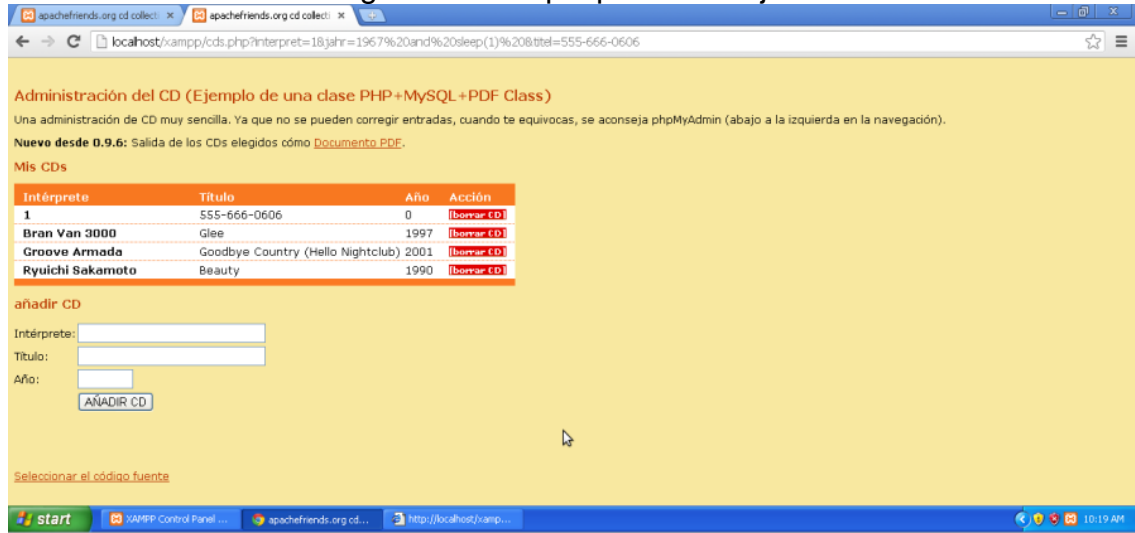 apachefriends.org cd collecti
apachefriends.org cd collecti
localhost/xampp/cds.php?interpret=1&jahr=1967%20and%20sleep(1)%20&titel=555-666-0606
Administración del CD (Ejemplo de una clase PHP+MySQL+PDF Class)
Una administración de CD muy sencilla. Ya que no se pueden corregir entradas, cuando te equivocas, se aconseja phpMyAdmin (abajo a la izquierda en la navegación).
Nuevo desde 0.9.6: Salida de los CDs elegidos cómo Documento PDF.
Mis CDs
Intérprete Título Año Acción
1 555-666-0606 0 [borrar CD]
Bran Van 3000 Glee 1997 [borrar CD]
Groove Armada Goodbye Country (Hello Nightclub) 2001 [borrar CD]
Ryuichi Sakamoto Beauty 1990 [borrar CD]
añadir CD
Intérprete:
Título:
Año:
AÑADIR CD
Seleccionar el código fuente
start XAMPP Control Panel ... apachefriends.org cd... http://localhost/xamp... 10:19 AM